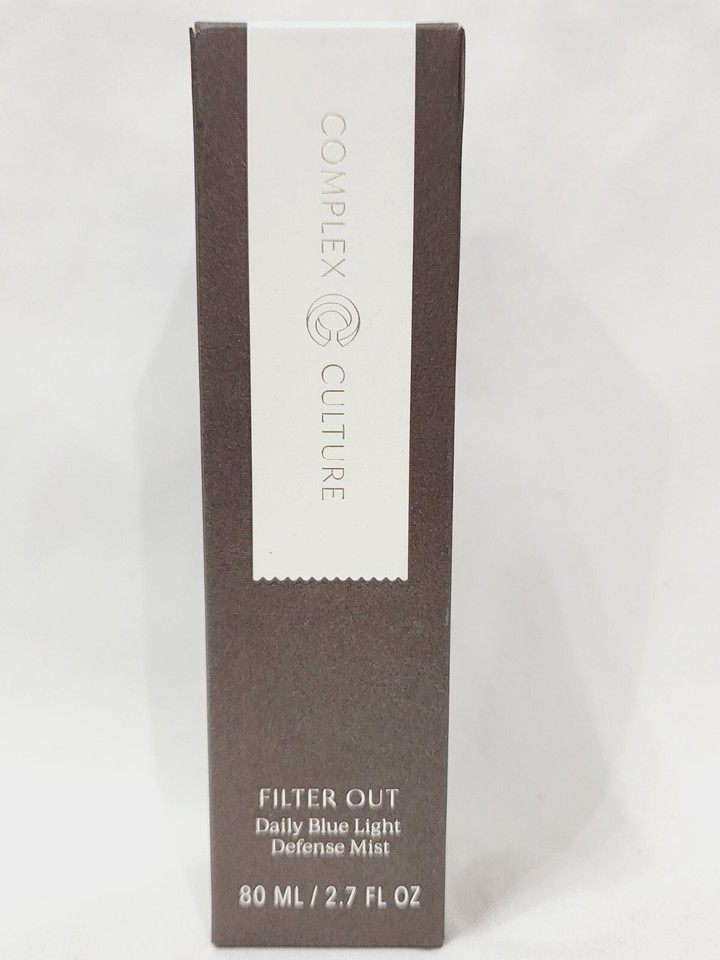 COMPLEX CULTURE
FILTER OUT
Daily Blue Light
Defense Mist
80 ML / 2.7 FL OZ